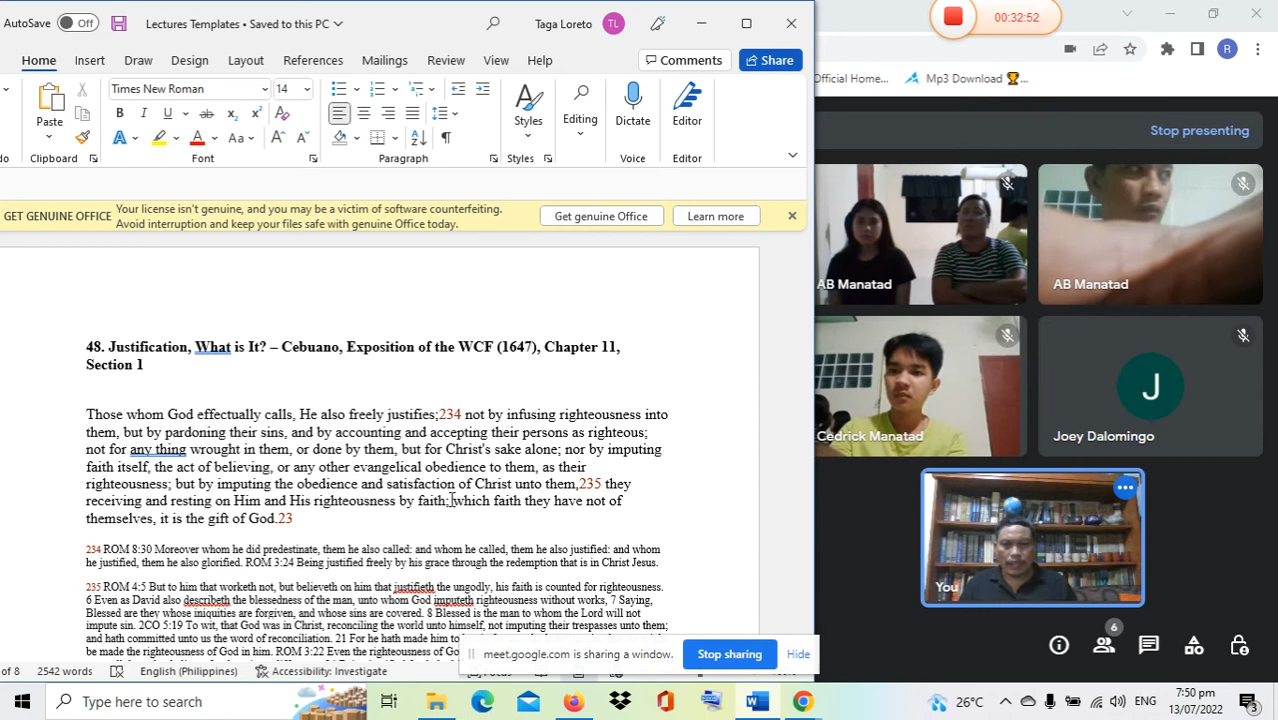 AutoSave Off Lectures Templates • Saved to this PC Taga Loreto TL
00:32:52
Home Insert Draw Design Layout References Mailings Review View Help Comments Share
R
Official Home... Mp3 Download
Times New Roman 14
Paste Styles Editing Dictate Editor
Clipboard Font Paragraph Styles Voice Editor
Stop presenting
GET GENUINE OFFICE Your license isn't genuine, and you may be a victim of software counterfeiting.
Avoid interruption and keep your files safe with genuine Office today.
Get genuine Office Learn more
48. Justification, What is It? – Cebuano, Exposition of the WCF (1647), Chapter 11,
Section 1
Those whom God effectually calls, He also freely justifies;234 not by infusing righteousness into
them, but by pardoning their sins, and by accounting and accepting their persons as righteous;
not for any thing wrought in them, or done by them, but for Christ's sake alone; nor by imputing
faith itself, the act of believing, or any other evangelical obedience to them, as their
righteousness; but by imputing the obedience and satisfaction of Christ unto them,235 they
receiving and resting on Him and His righteousness by faith; which faith they have not of
themselves, it is the gift of God.23
234 ROM 8:30 Moreover whom he did predestinate, them he also called: and whom he called, them he also justified: and whom
he justified, them he also glorified. ROM 3:24 Being justified freely by his grace through the redemption that is in Christ Jesus.
235 ROM 4:5 But to him that worketh not, but believeth on him that justifieth the ungodly, his faith is counted for righteousness.
6 Even as David also describeth the blessedness of the man, unto whom God imputeth righteousness without works, 7 Saying,
Blessed are they whose iniquities are forgiven, and whose sins are covered. 8 Blessed is the man to whom the Lord will not
impute sin. 2CO 5:19 To wit, that God was in Christ, reconciling the world unto himself, not imputing their trespasses unto them;
and hath committed unto us the word of reconciliation. 21 For he hath made him to
be made the righteousness of God in him. ROM 3:22 Even the righteousness of Go
AB Manatad
AB Manatad
Cedrick Manatad
J
Joey Dalomingo
You
6
meet.google.com is sharing a window. Stop sharing Hide
of 8 2542 words English (Philippines) Accessibility: Investigate
Type here to search
26°C ENG 7:50 pm
13/07/2022
3